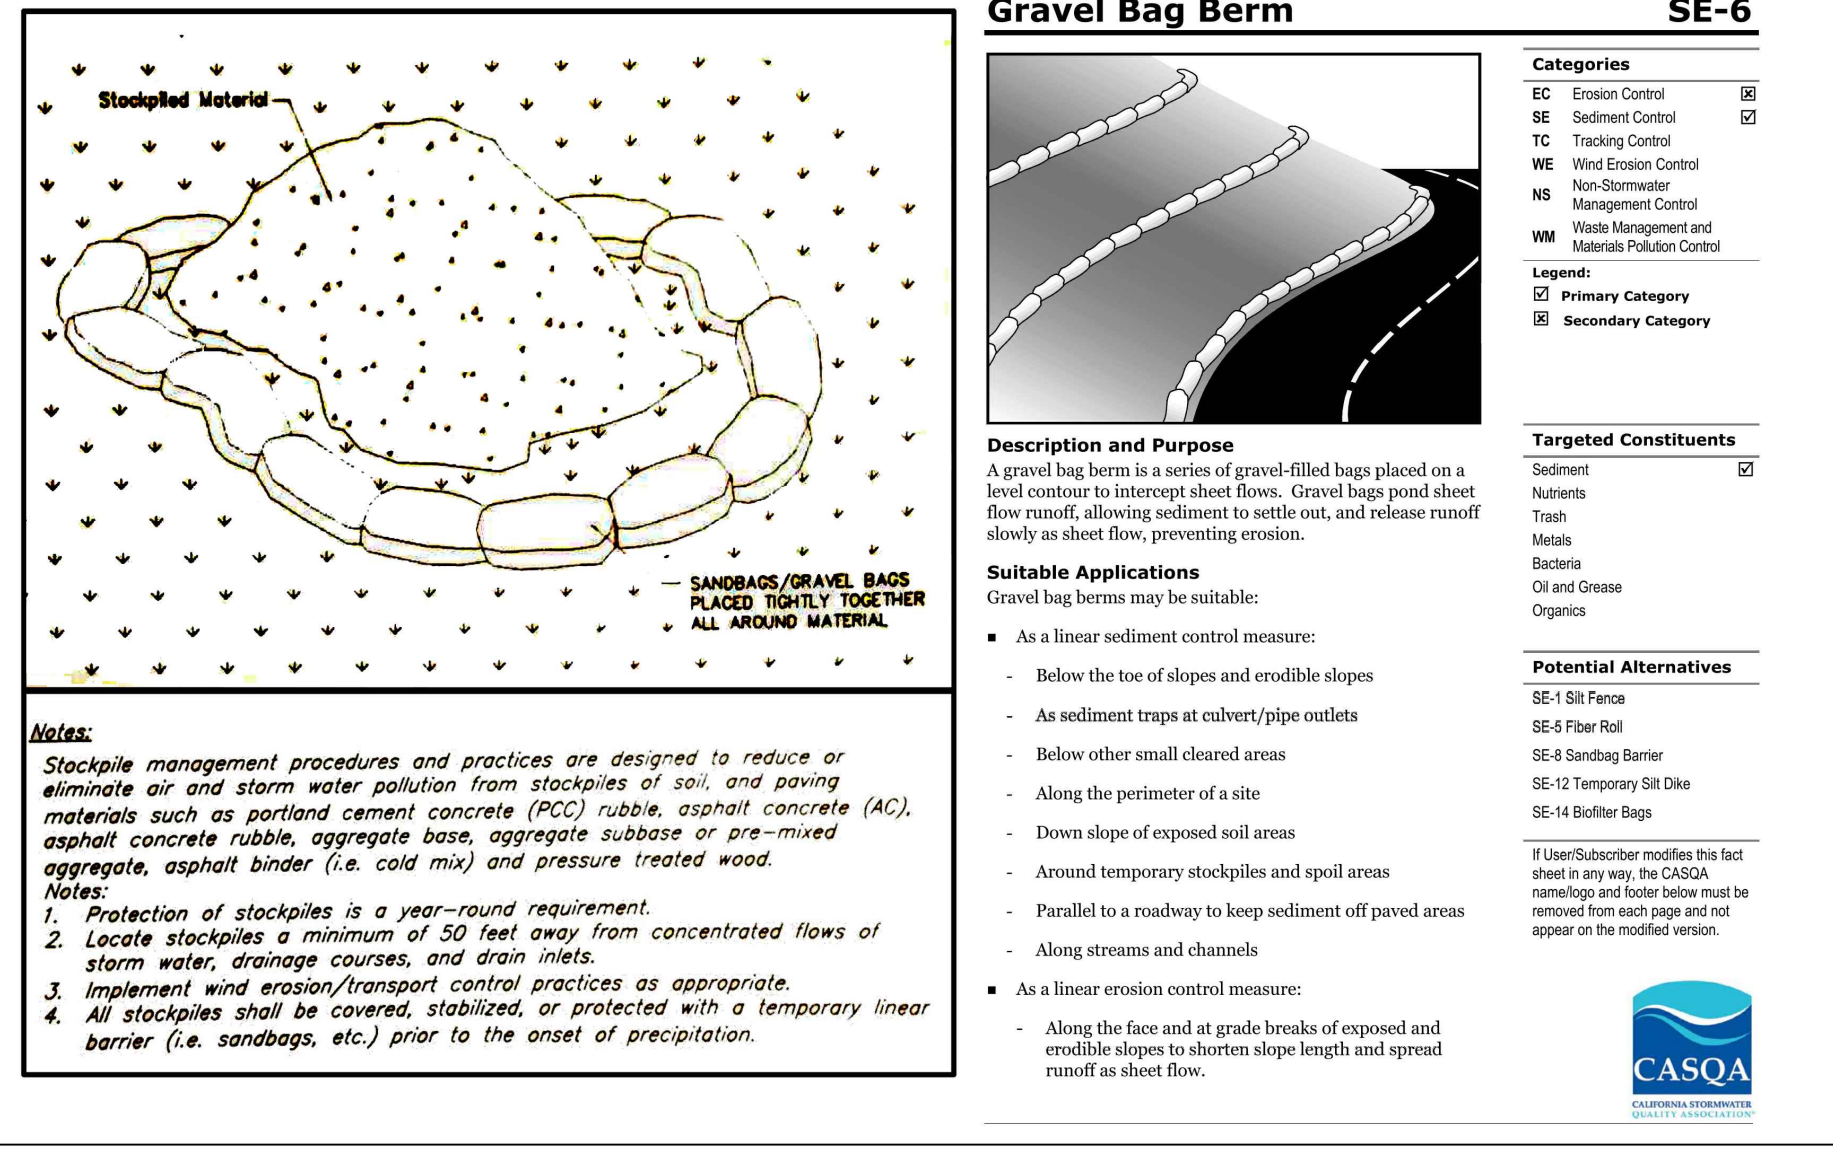 Stockpiled Material
SANDBAGS/GRAVEL BAGS
PLACED TIGHTLY TOGETHER
ALL AROUND MATERIAL
Notes:
Stockpile management procedures and practices are designed to reduce or
eliminate air and storm water pollution from stockpiles of soil, and paving
materials such as portland cement concrete (PCC) rubble, asphalt concrete (AC),
asphalt concrete rubble, aggregate base, aggregate subbase or pre-mixed
aggregate, asphalt binder (i.e. cold mix) and pressure treated wood.
Notes:
1. Protection of stockpiles is a year-round requirement.
2. Locate stockpiles a minimum of 50 feet away from concentrated flows of
storm water, drainage courses, and drain inlets.
3. Implement wind erosion/transport control practices as appropriate.
4. All stockpiles shall be covered, stabilized, or protected with a temporary linear
barrier (i.e. sandbags, etc.) prior to the onset of precipitation.
Gravel Bag Berm SE-6
Description and Purpose
A gravel bag berm is a series of gravel-filled bags placed on a
level contour to intercept sheet flows. Gravel bags pond sheet
flow runoff, allowing sediment to settle out, and release runoff
slowly as sheet flow, preventing erosion.
Suitable Applications
Gravel bag berms may be suitable:
■ As a linear sediment control measure:
- Below the toe of slopes and erodible slopes
- As sediment traps at culvert/pipe outlets
- Below other small cleared areas
- Along the perimeter of a site
- Down slope of exposed soil areas
- Around temporary stockpiles and spoil areas
- Parallel to a roadway to keep sediment off paved areas
- Along streams and channels
■ As a linear erosion control measure:
- Along the face and at grade breaks of exposed and
erodible slopes to shorten slope length and spread
runoff as sheet flow.
Categories
EC Erosion Control ☒
SE Sediment Control ☑
TC Tracking Control
WE Wind Erosion Control
NS Non-Stormwater
Management Control
WM Waste Management and
Materials Pollution Control
Legend:
☑ Primary Category
☒ Secondary Category
Targeted Constituents
Sediment ☑
Nutrients
Trash
Metals
Bacteria
Oil and Grease
Organics
Potential Alternatives
SE-1 Silt Fence
SE-5 Fiber Roll
SE-8 Sandbag Barrier
SE-12 Temporary Silt Dike
SE-14 Biofilter Bags
If User/Subscriber modifies this fact
sheet in any way, the CASQA
name/logo and footer below must be
removed from each page and not
appear on the modified version.
CASQA
CALIFORNIA STORMWATER
QUALITY ASSOCIATION